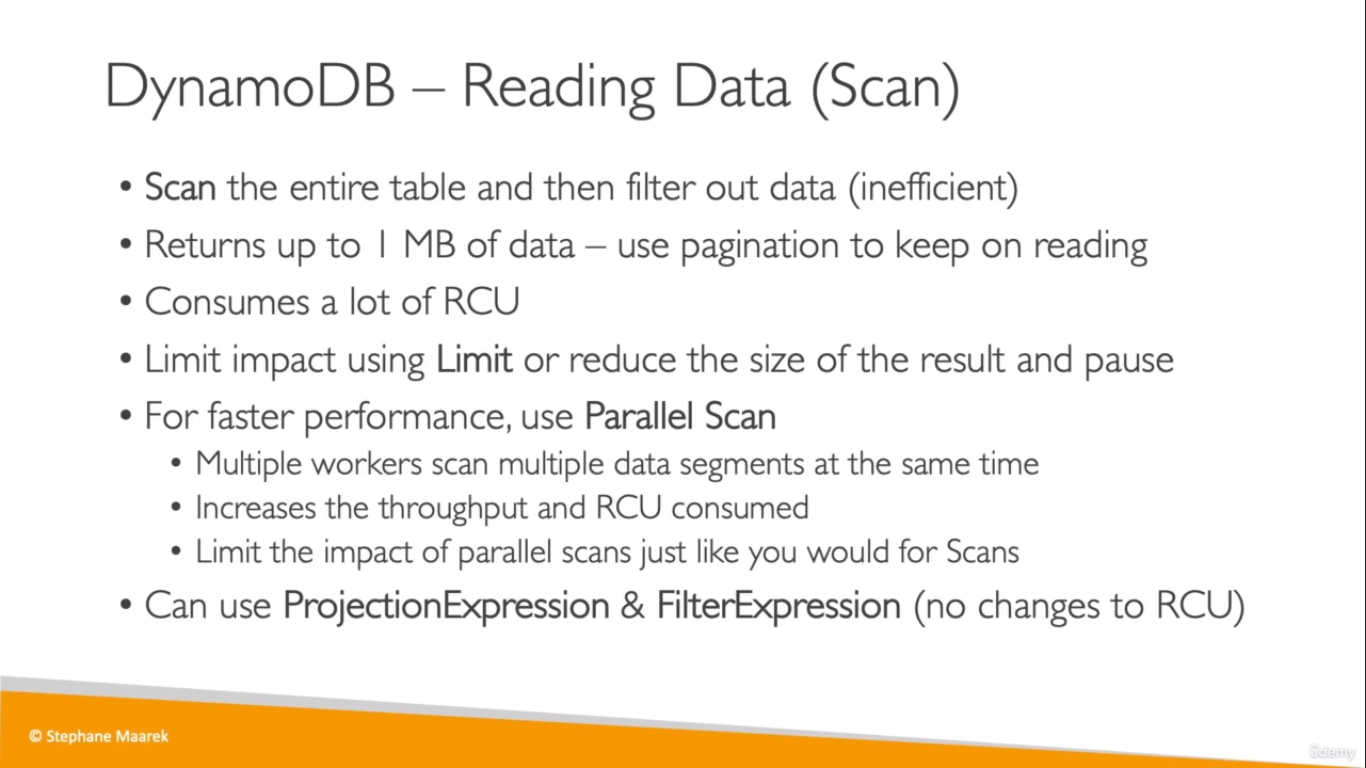 DynamoDB – Reading Data (Scan)
• Scan the entire table and then filter out data (inefficient)
• Returns up to 1 MB of data – use pagination to keep on reading
• Consumes a lot of RCU
• Limit impact using Limit or reduce the size of the result and pause
• For faster performance, use Parallel Scan
• Multiple workers scan multiple data segments at the same time
• Increases the throughput and RCU consumed
• Limit the impact of parallel scans just like you would for Scans
• Can use ProjectionExpression & FilterExpression (no changes to RCU)
© Stephane Maarek
ûdemy